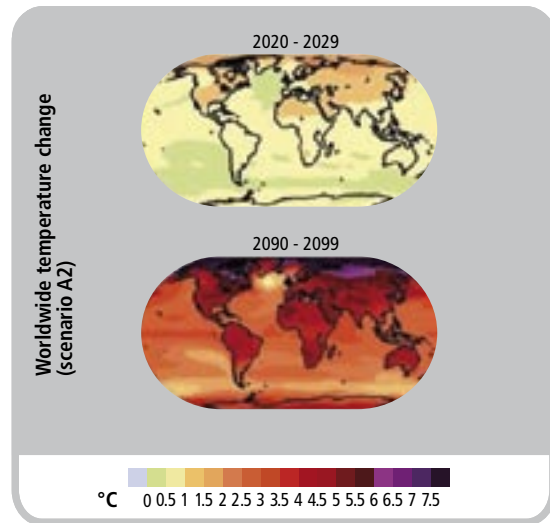 2020 - 2029
Worldwide temperature change
(scenario A2)
2090 - 2099
°C 0 0.5 1 1.5 2 2.5 3 3.5 4 4.5 5 5.5 6 6.5 7 7.5